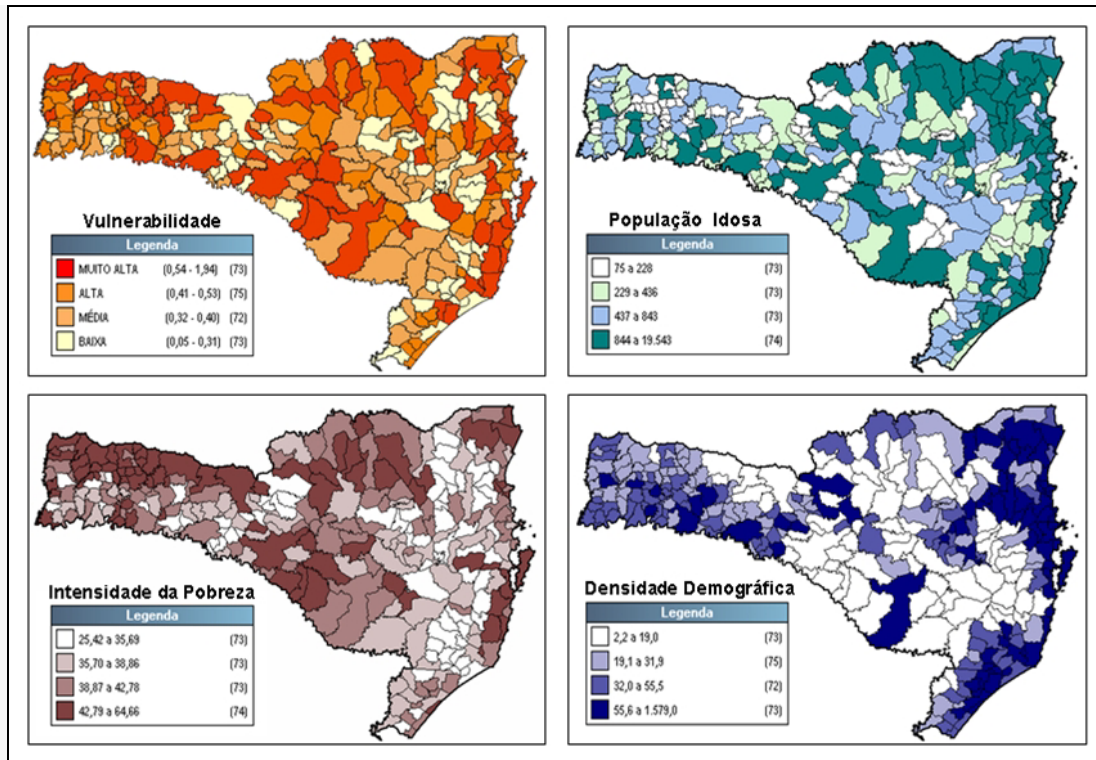 Vulnerabilidade
Legenda
MUITO ALTA (0,54 - 1,94) (73)
ALTA (0,41 - 0,53) (75)
MÉDIA (0,32 - 0,40) (72)
BAIXA (0,05 - 0,31) (73)
População Idosa
Legenda
75 a 228 (73)
229 a 436 (73)
437 a 843 (73)
844 a 19.543 (74)
Intensidade da Pobreza
Legenda
25,42 a 35,69 (73)
35,70 a 38,86 (73)
38,87 a 42,78 (73)
42,79 a 64,66 (74)
Densidade Demográfica
Legenda
2,2 a 19,0 (73)
19,1 a 31,9 (75)
32,0 a 55,5 (72)
55,6 a 1.579,0 (73)